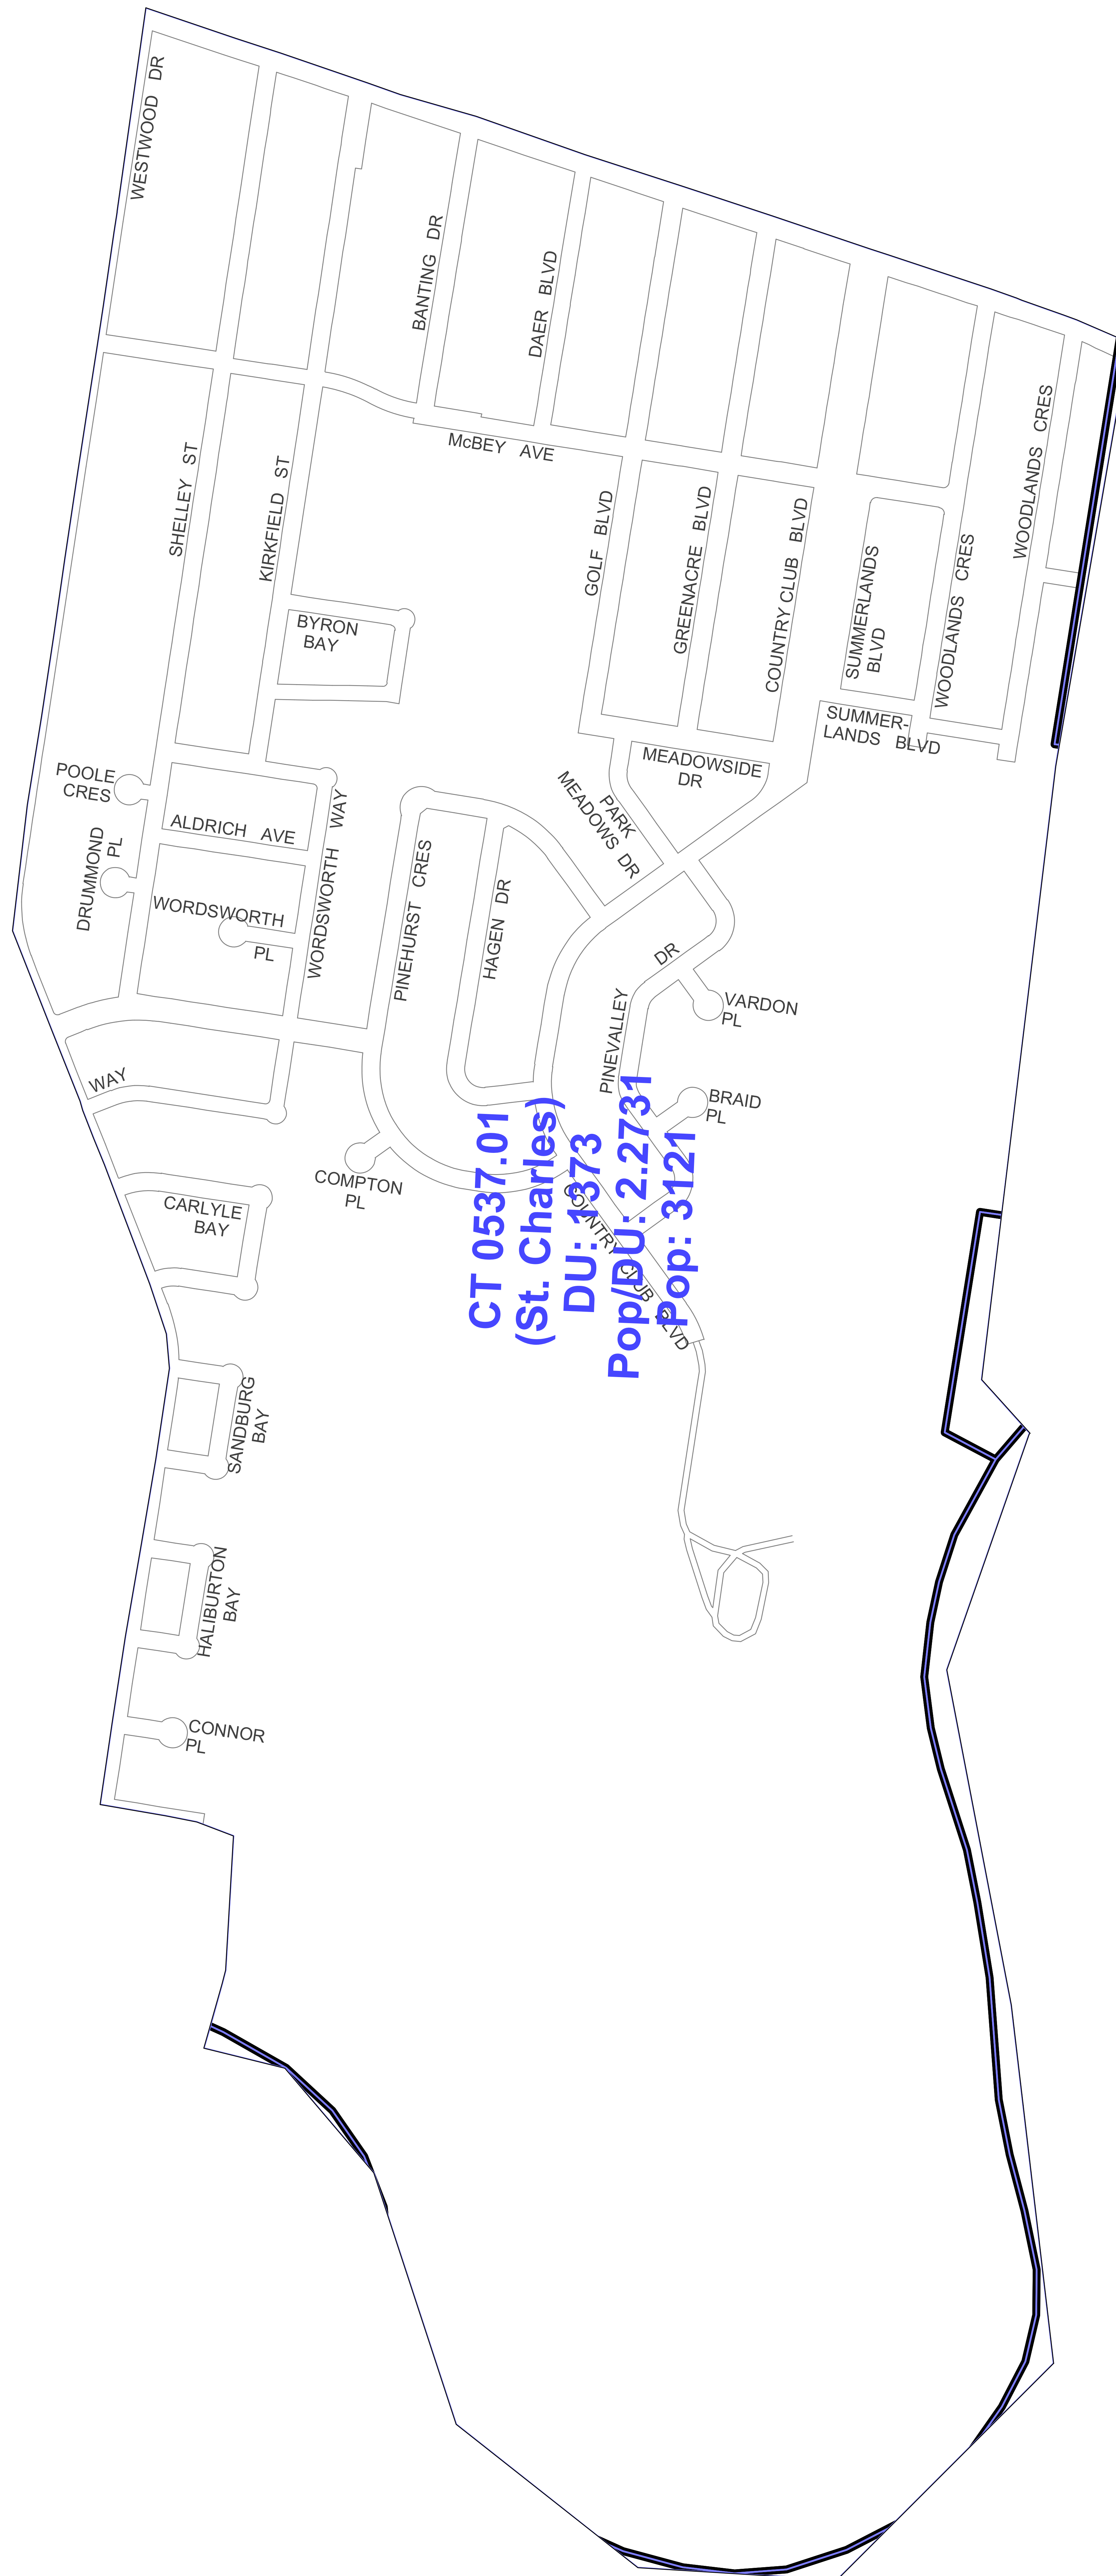 WESTWOOD DR
BANTING DR
DAER BLVD
McBEY AVE
SHELLEY ST
KIRKFIELD ST
GOLF BLVD
GREENACRE BLVD
COUNTRY CLUB BLVD
SUMMERLANDS
BLVD
WOODLANDS CRES
WOODLANDS CRES
BYRON
BAY
SUMMER-
LANDS BLVD
MEADOWSIDE
DR
PARK
MEADOWS DR
POOLE
CRES
ALDRICH AVE
DRUMMOND
PL
WORDSWORTH
PL
WORDSWORTH WAY
PINEHURST CRES
HAGEN DR
DR
PINEVALLEY
VARDON
PL
BRAID
PL
WAY
COMPTON
PL
CARLYLE
BAY
COUNTRY CLUB BLVD
CT 0537.01
(St. Charles)
DU: 1373
Pop/DU: 2.2731
Pop: 3121
SANDBURG
BAY
HALIBURTON
BAY
CONNOR
PL